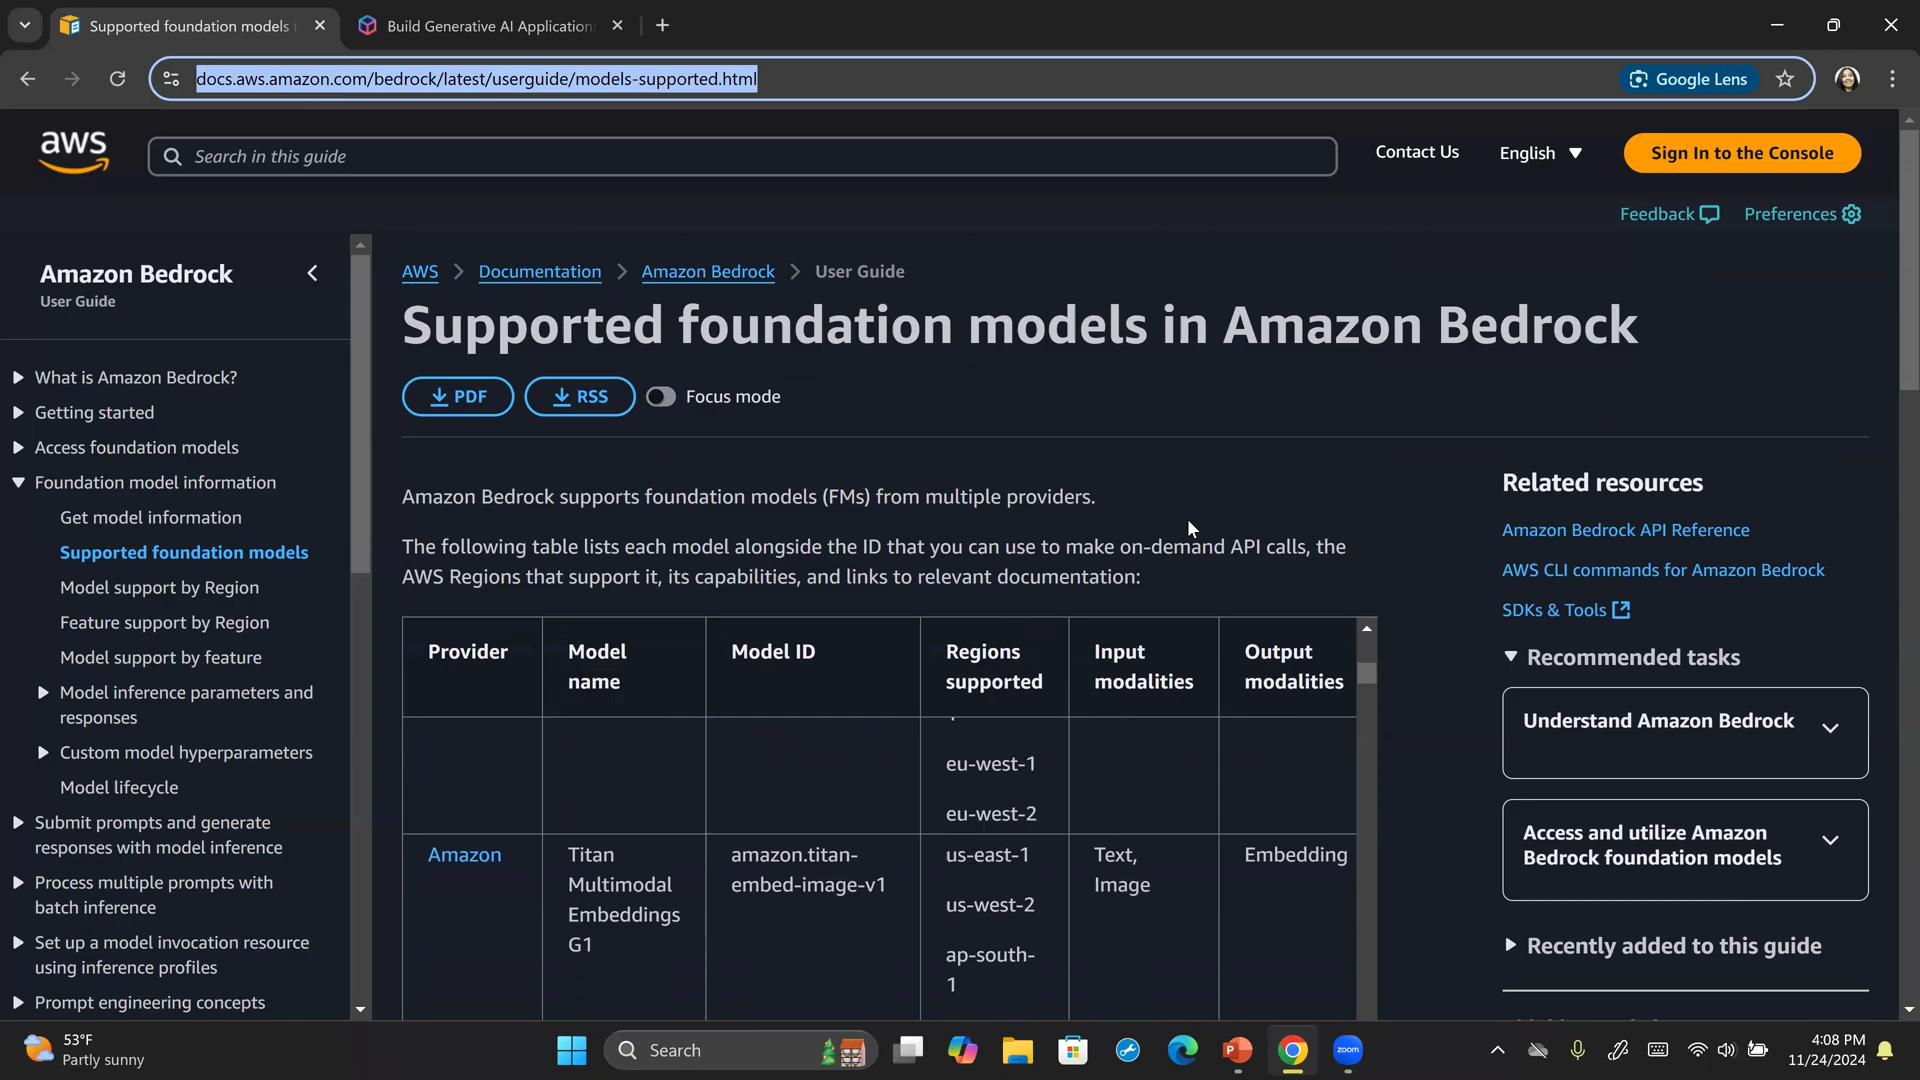 Supported foundation models i
Build Generative AI Application
docs.aws.amazon.com/bedrock/latest/userguide/models-supported.html
Google Lens
aws
Search in this guide
Contact Us
English
Sign In to the Console
Feedback
Preferences
Amazon Bedrock
User Guide
What is Amazon Bedrock?
Getting started
Access foundation models
Foundation model information
Get model information
Supported foundation models
Model support by Region
Feature support by Region
Model support by feature
Model inference parameters and
responses
Custom model hyperparameters
Model lifecycle
Submit prompts and generate
responses with model inference
Process multiple prompts with
batch inference
Set up a model invocation resource
using inference profiles
Prompt engineering concepts
AWS > Documentation > Amazon Bedrock > User Guide
Supported foundation models in Amazon Bedrock
PDF
RSS
Focus mode
Amazon Bedrock supports foundation models (FMs) from multiple providers.
The following table lists each model alongside the ID that you can use to make on-demand API calls, the
AWS Regions that support it, its capabilities, and links to relevant documentation:
Provider
Model
name
Model ID
Regions
supported
Input
modalities
Output
modalities
eu-west-1
eu-west-2
Amazon
Titan
Multimodal
Embeddings
G1
amazon.titan-
embed-image-v1
us-east-1
us-west-2
ap-south-
1
Text,
Image
Embedding
Related resources
Amazon Bedrock API Reference
AWS CLI commands for Amazon Bedrock
SDKs & Tools
Recommended tasks
Understand Amazon Bedrock
Access and utilize Amazon
Bedrock foundation models
Recently added to this guide
53°F
Partly sunny
Search
zoom
4:08 PM
11/24/2024